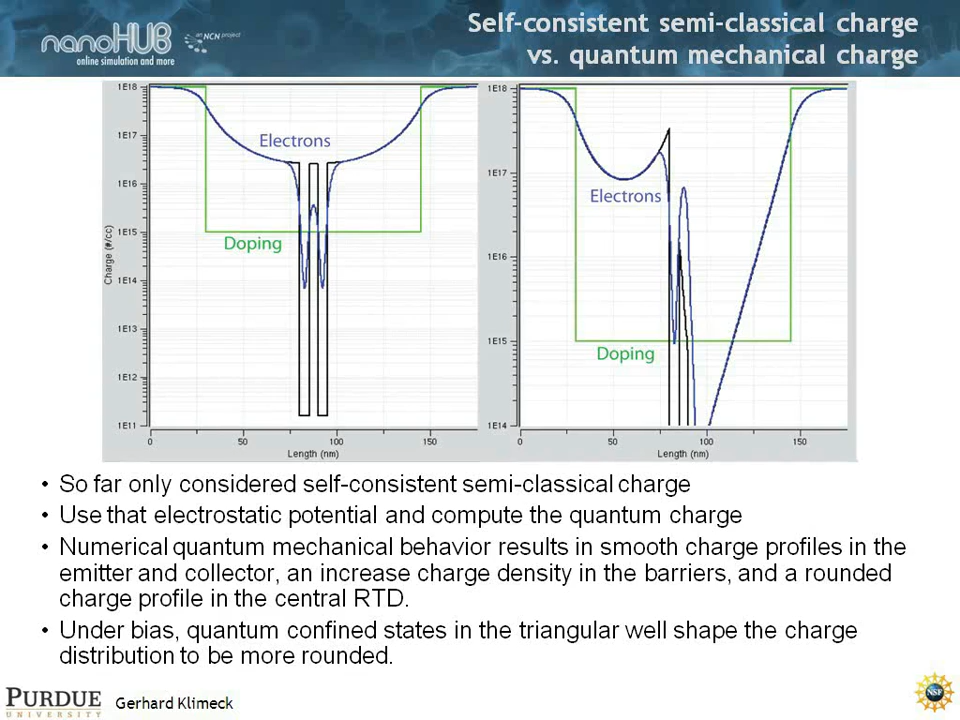 nanoHUB
an NCN project
online simulation and more
Self-consistent semi-classical charge
vs. quantum mechanical charge
1E18
1E17
1E16
1E15
1E14
1E13
1E12
1E11
Charge (#/cc)
Electrons
Doping
0
50
100
150
Length (nm)
1E18
1E17
1E16
1E15
1E14
Electrons
Doping
0
50
100
150
Length (nm)
• So far only considered self-consistent semi-classical charge
• Use that electrostatic potential and compute the quantum charge
• Numerical quantum mechanical behavior results in smooth charge profiles in the
emitter and collector, an increase charge density in the barriers, and a rounded
charge profile in the central RTD.
• Under bias, quantum confined states in the triangular well shape the charge
distribution to be more rounded.
PURDUE
UNIVERSITY
Gerhard Klimeck
NSF